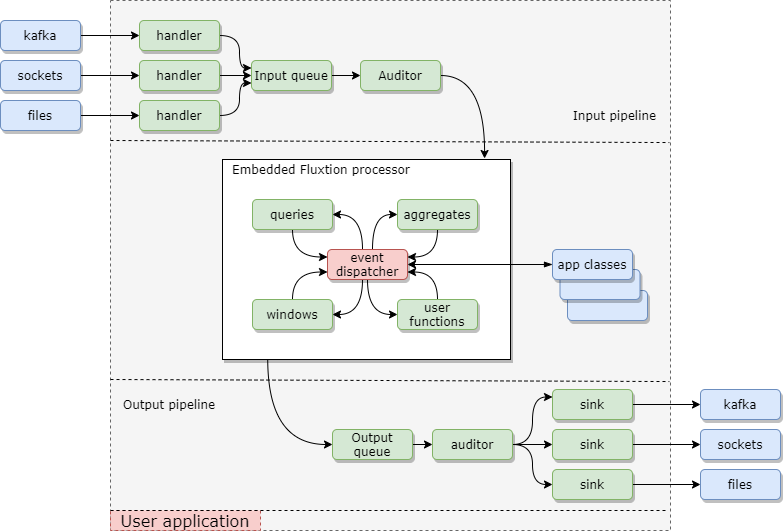 kafka
handler
sockets
handler
Input queue
Auditor
files
handler
Input pipeline
Embedded Fluxtion processor
queries
aggregates
event
dispatcher
app classes
windows
user
functions
Output pipeline
sink
kafka
Output
queue
auditor
sink
sockets
sink
files
User application